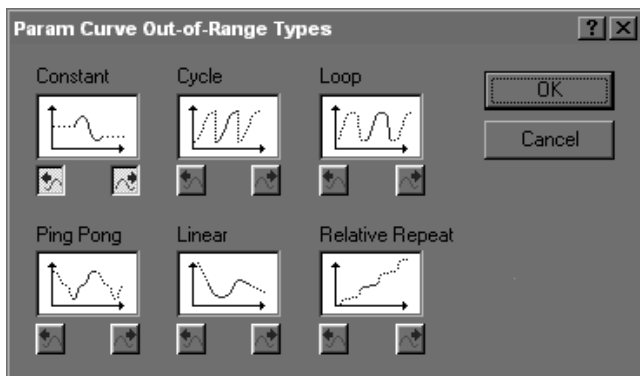 Param Curve Out-of-Range Types
Constant Cycle Loop
OK
Cancel
Ping Pong Linear Relative Repeat